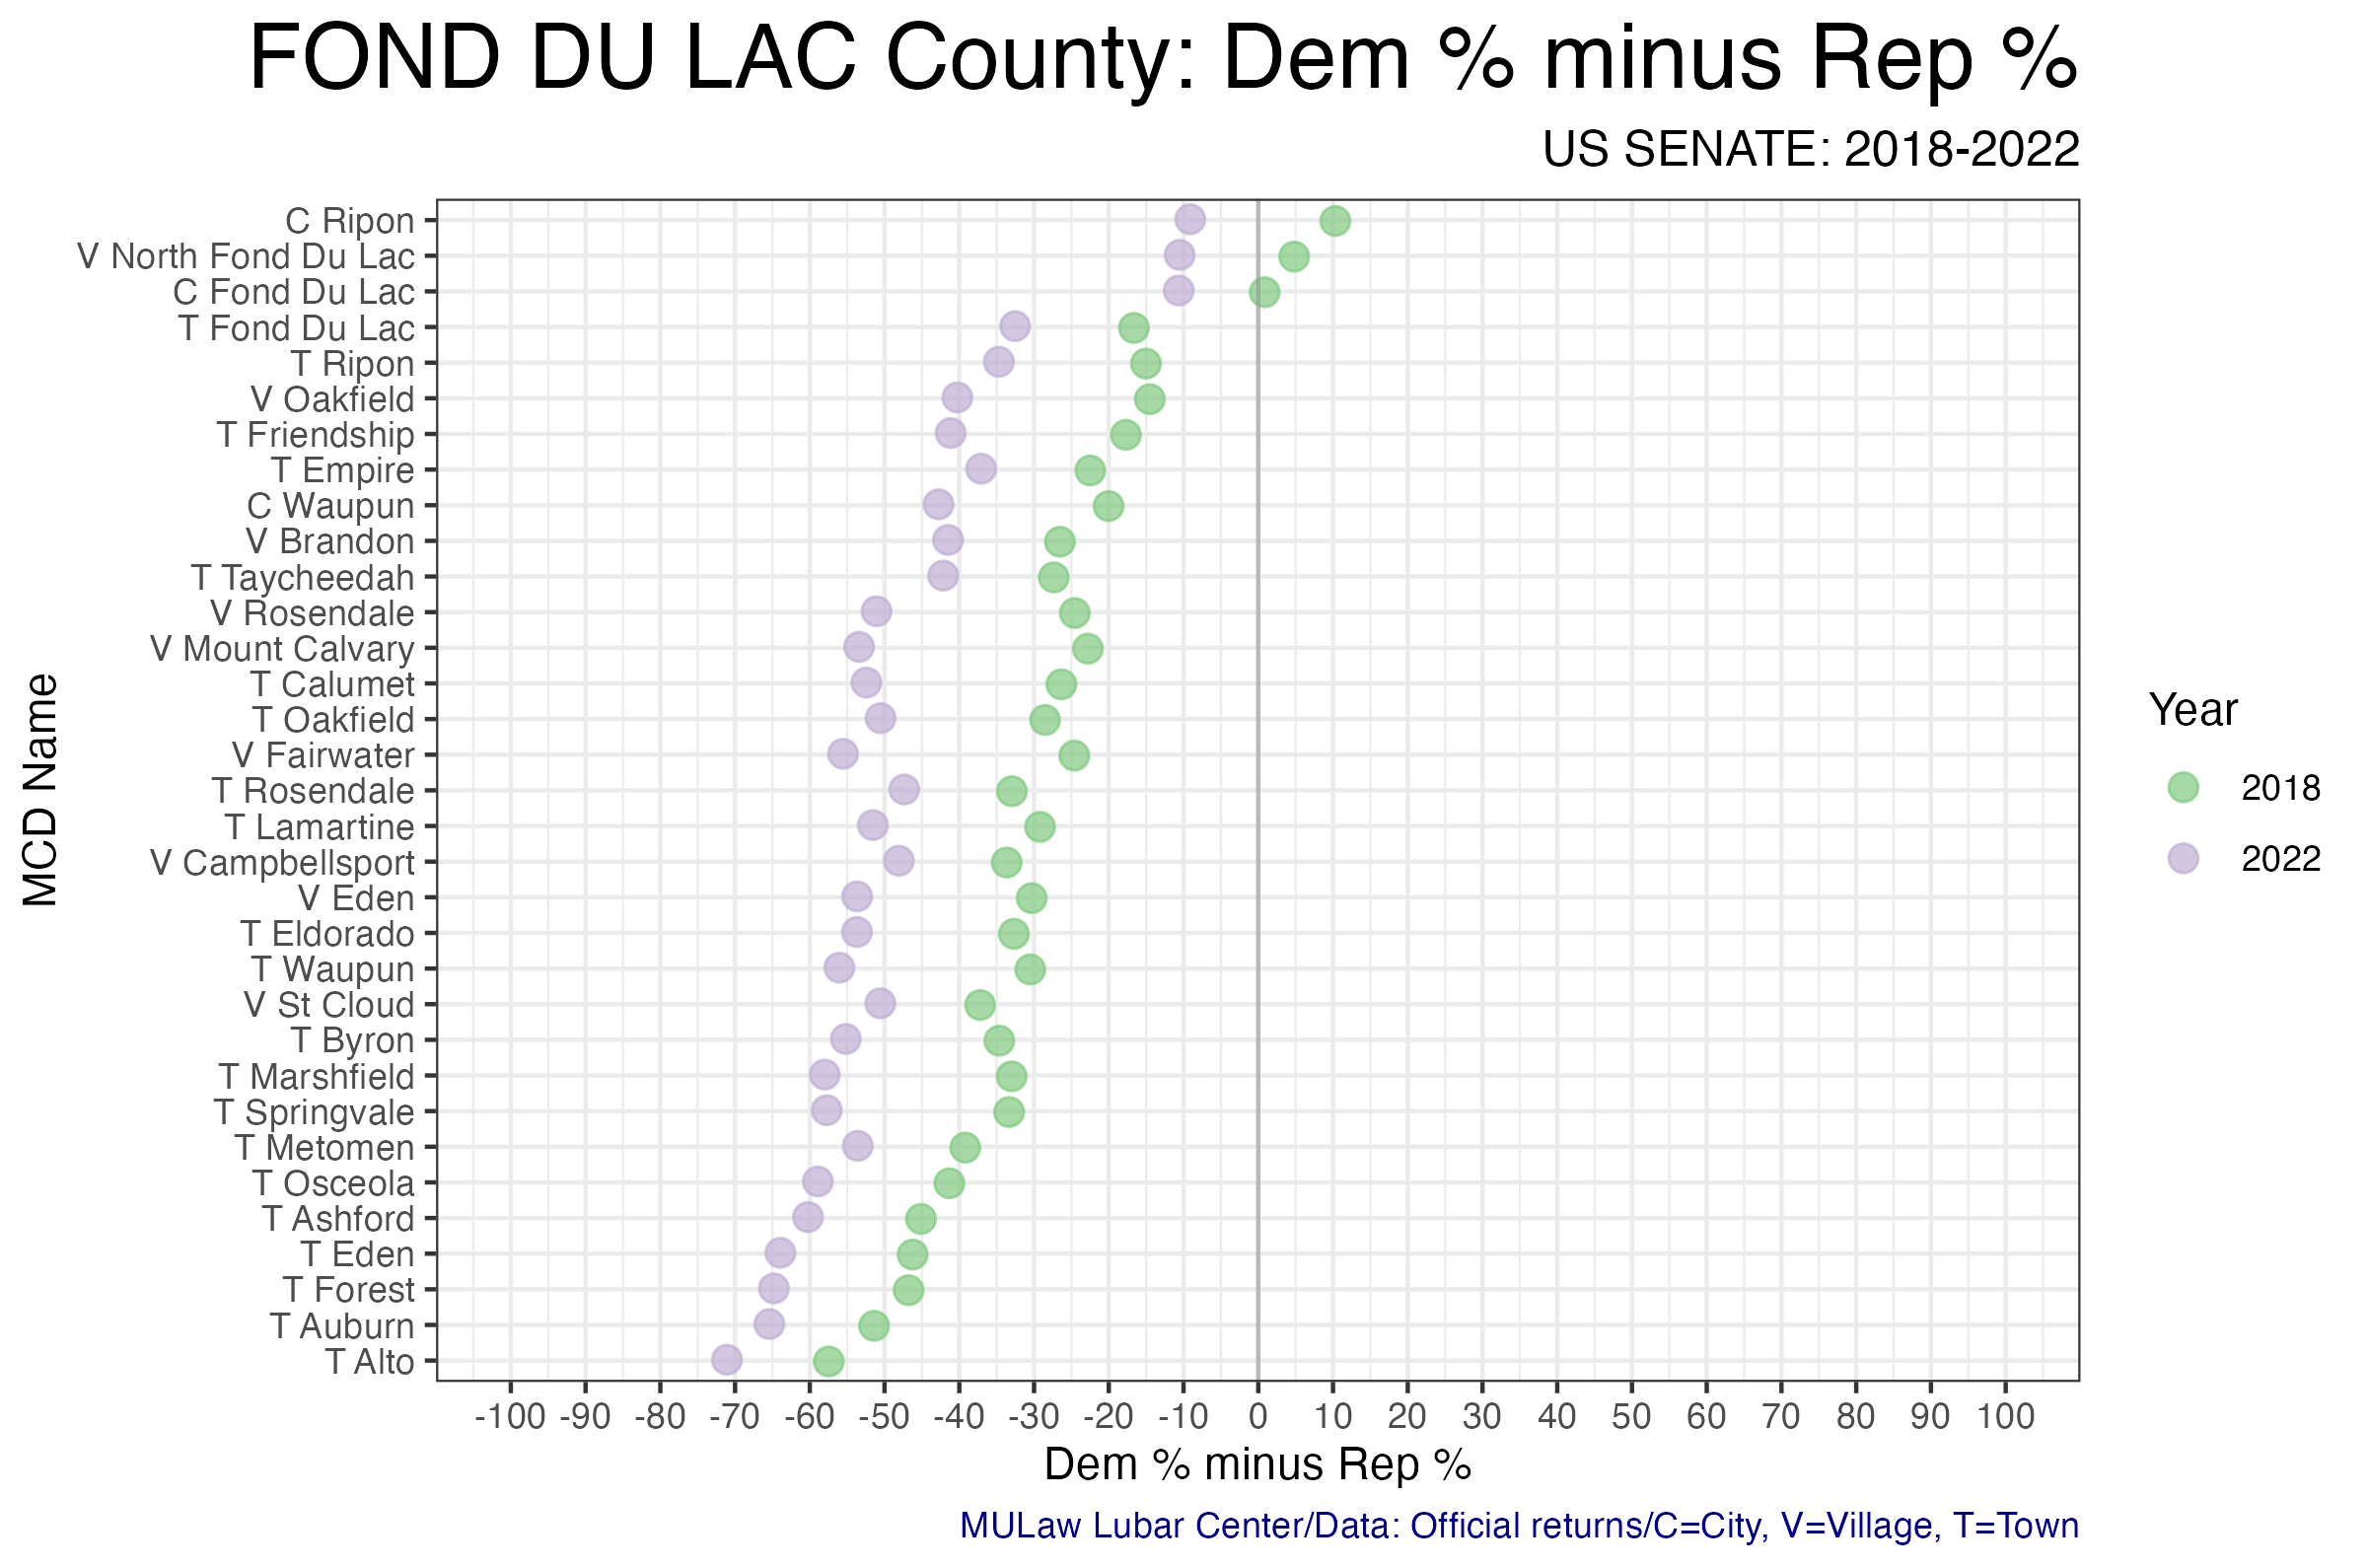 FOND DU LAC County: Dem % minus Rep %
US SENATE: 2018-2022
C Ripon
V North Fond Du Lac
C Fond Du Lac
T Fond Du Lac
T Ripon
V Oakfield
T Friendship
T Empire
C Waupun
V Brandon
T Taycheedah
V Rosendale
V Mount Calvary
T Calumet
T Oakfield
V Fairwater
T Rosendale
T Lamartine
V Campbellsport
V Eden
T Eldorado
T Waupun
V St Cloud
T Byron
T Marshfield
T Springvale
T Metomen
T Osceola
T Ashford
T Eden
T Forest
T Auburn
T Alto
MCD Name
-100 -90 -80 -70 -60 -50 -40 -30 -20 -10 0 10 20 30 40 50 60 70 80 90 100
Dem % minus Rep %
Year
2018
2022
MULaw Lubar Center/Data: Official returns/C=City, V=Village, T=Town